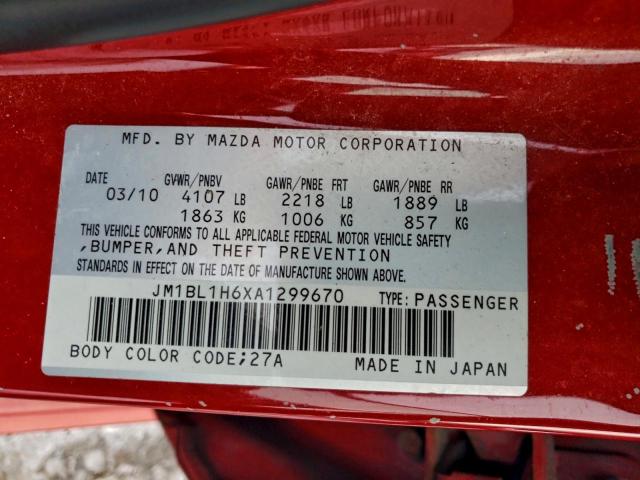 MFD. BY MAZDA MOTOR CORPORATION
DATE GVWR/PNBV GAWR/PNBE FRT GAWR/PNBE RR
03/10 4107 LB 2218 LB 1889 LB
1863 KG 1006 KG 857 KG
THIS VEHICLE CONFORMS TO ALL APPLICABLE FEDERAL MOTOR VEHICLE SAFETY
,BUMPER,AND THEFT PREVENTION
STANDARDS IN EFFECT ON THE DATE OF MANUFACTURE SHOWN ABOVE.
JM1BL1H6XA1299670 TYPE:PASSENGER
BODY COLOR CODE;27A MADE IN JAPAN